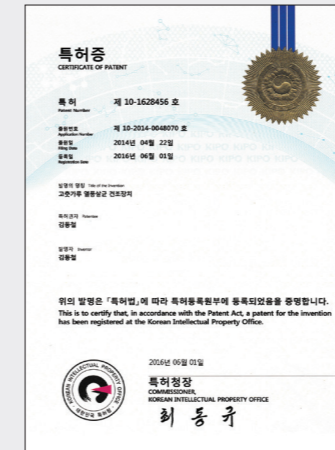 특허증
CERTIFICATE OF PATENT
특 허 제 10-1628456 호
Patent Number
출원번호 제 10-2014-0048070 호
Application Number
출원일 2014년 04월 22일
Filing Date
등록일 2016년 06월 01일
Registration Date
발명의 명칭 Title of the Invention
고춧가루 열풍살균 건조장치
특허권자 Patentee
김동철
발명자 Inventor
김동철
위의 발명은 「특허법」에 따라 특허등록원부에 등록되었음을 증명합니다.
This is to certify that, in accordance with the Patent Act, a patent for the invention
has been registered at the Korean Intellectual Property Office.
2016년 06월 01일
특허청장
COMMISSIONER,
KOREAN INTELLECTUAL PROPERTY OFFICE
최동규
KOREAN INTELLECTUAL PROPERTY OFFICE
대한민국 특허청